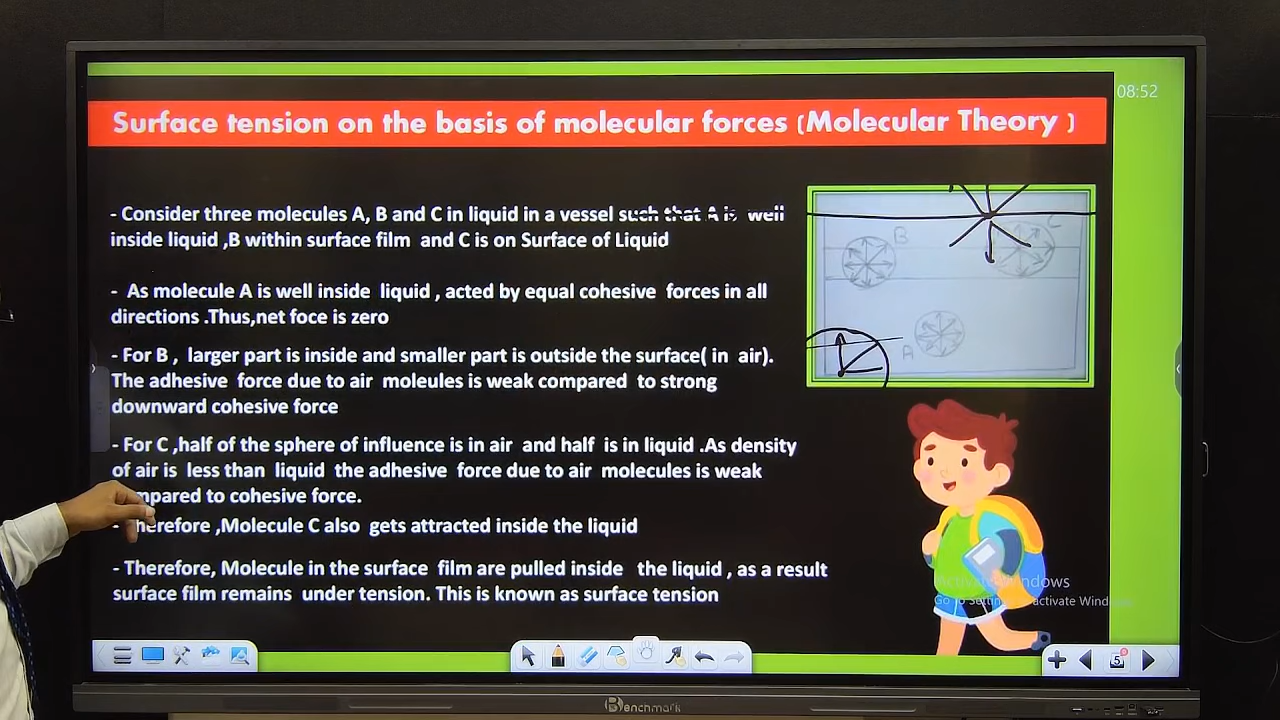 08:52
Surface tension on the basis of molecular forces (Molecular Theory )
- Consider three molecules A, B and C in liquid in a vessel such that A is well
inside liquid ,B within surface film and C is on Surface of Liquid
- As molecule A is well inside liquid , acted by equal cohesive forces in all
directions .Thus,net foce is zero
- For B , larger part is inside and smaller part is outside the surface( in air).
The adhesive force due to air moleules is weak compared to strong
downward cohesive force
- For C ,half of the sphere of influence is in air and half is in liquid .As density
of air is less than liquid the adhesive force due to air molecules is weak
compared to cohesive force.
- Therefore ,Molecule C also gets attracted inside the liquid
- Therefore, Molecule in the surface film are pulled inside the liquid , as a result
surface film remains under tension. This is known as surface tension
B
C
A
Activate Windows
Go to Settin activate Windows
5
Benchmark